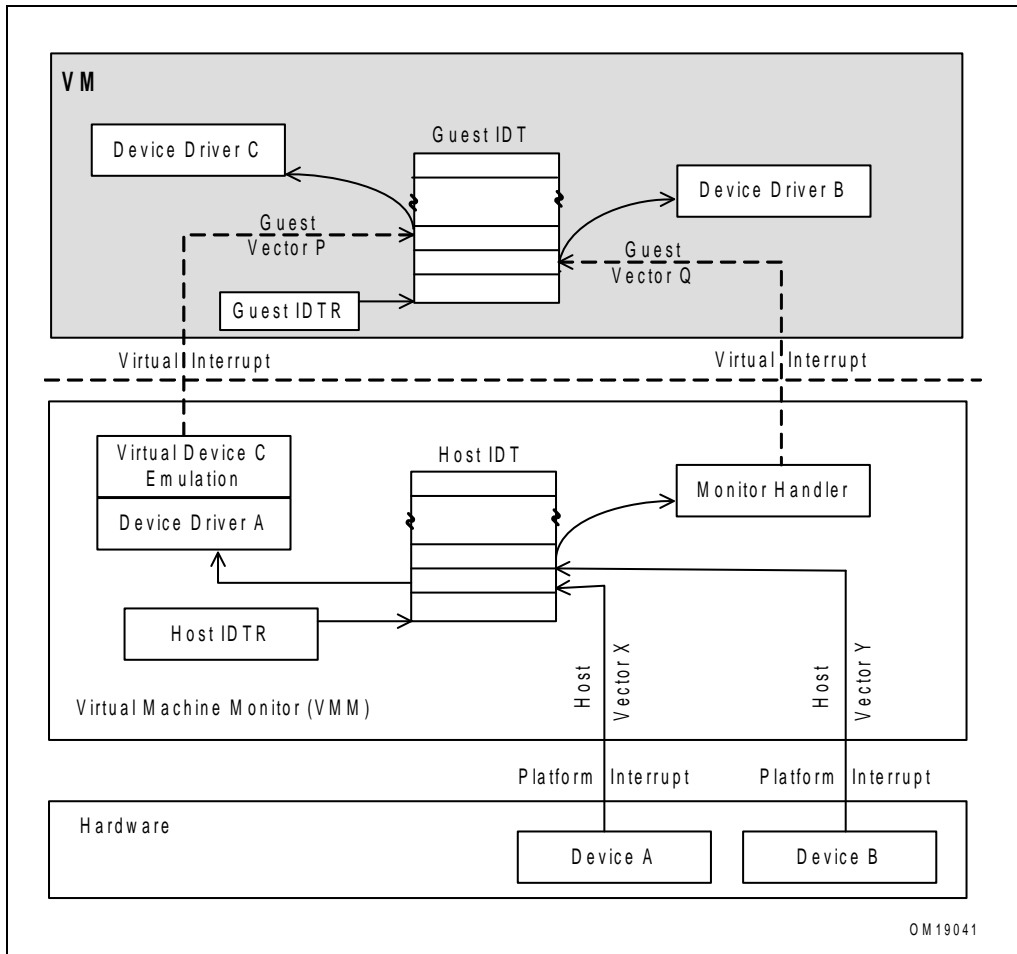 VM
Guest IDT
Device Driver C
Device Driver B
Guest
Vector P
Guest
Vector Q
Guest IDTR
Virtual Interrupt
Virtual Interrupt
Virtual Device C
Emulation
Device Driver A
Host IDT
Monitor Handler
Host IDTR
Host
Vector X
Host
Vector Y
Virtual Machine Monitor (VMM)
Platform Interrupt
Platform Interrupt
Hardware
Device A
Device B
OM19041